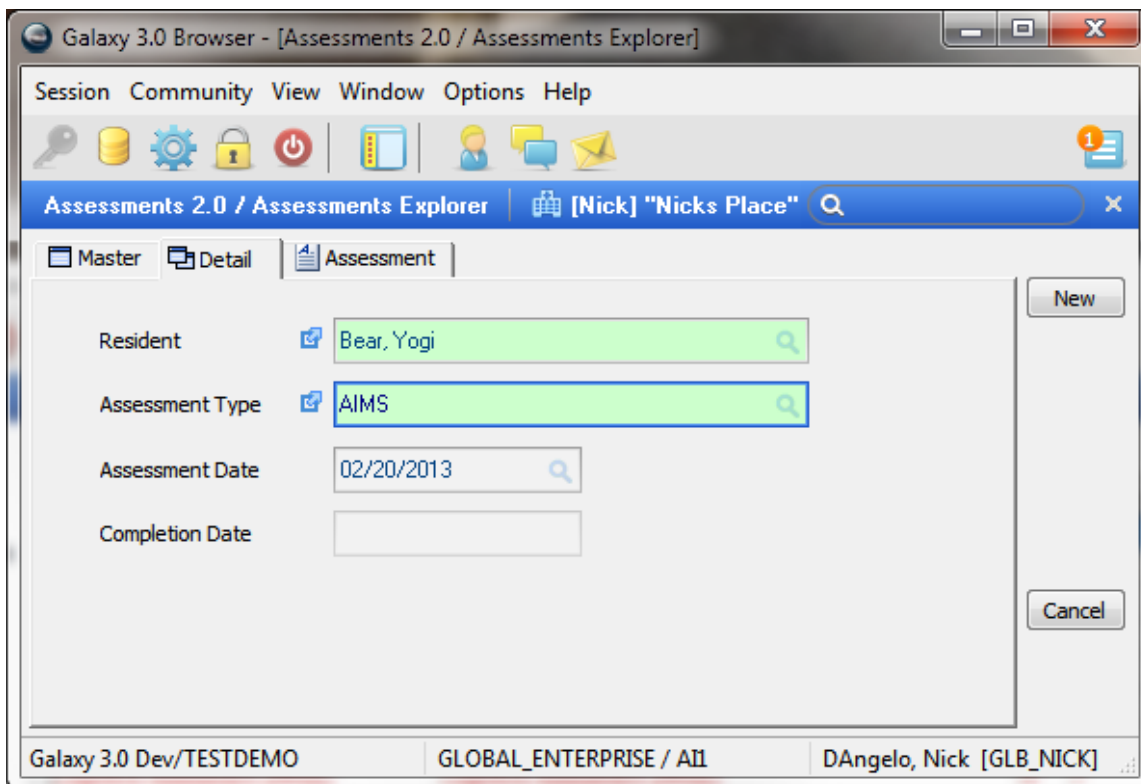 Galaxy 3.0 Browser - [Assessments 2.0 / Assessments Explorer]
Session Community View Window Options Help
1
Assessments 2.0 / Assessments Explorer [Nick] "Nicks Place"
Master Detail Assessment
New
Resident Bear, Yogi
Assessment Type AIMS
Assessment Date 02/20/2013
Completion Date
Cancel
Galaxy 3.0 Dev/TESTDEMO GLOBAL_ENTERPRISE / AI1 DAngelo, Nick [GLB_NICK]